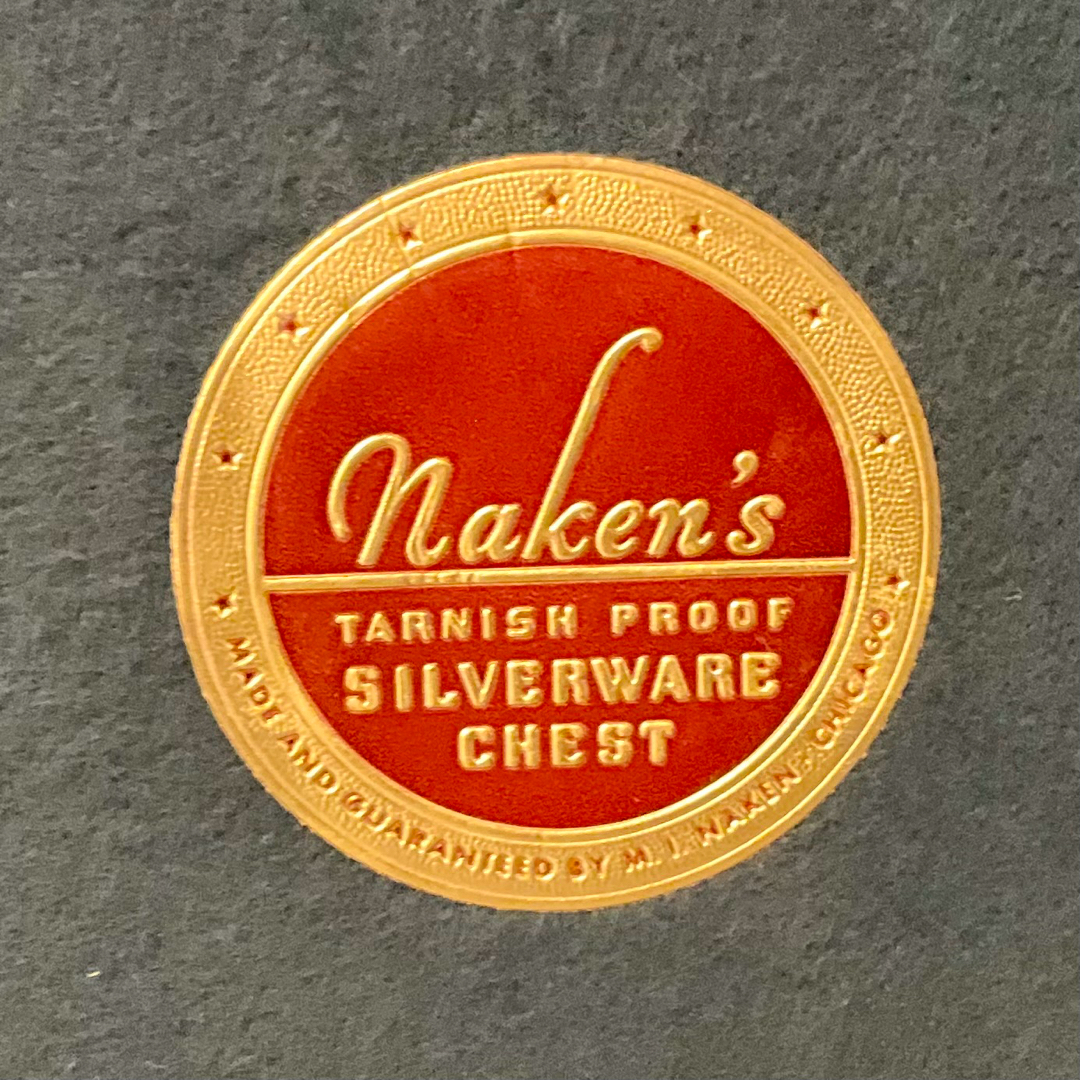 Naken's
TARNISH PROOF
SILVERWARE
CHEST
MADE AND GUARANTEED BY M. I. NAKEN - CHICAGO